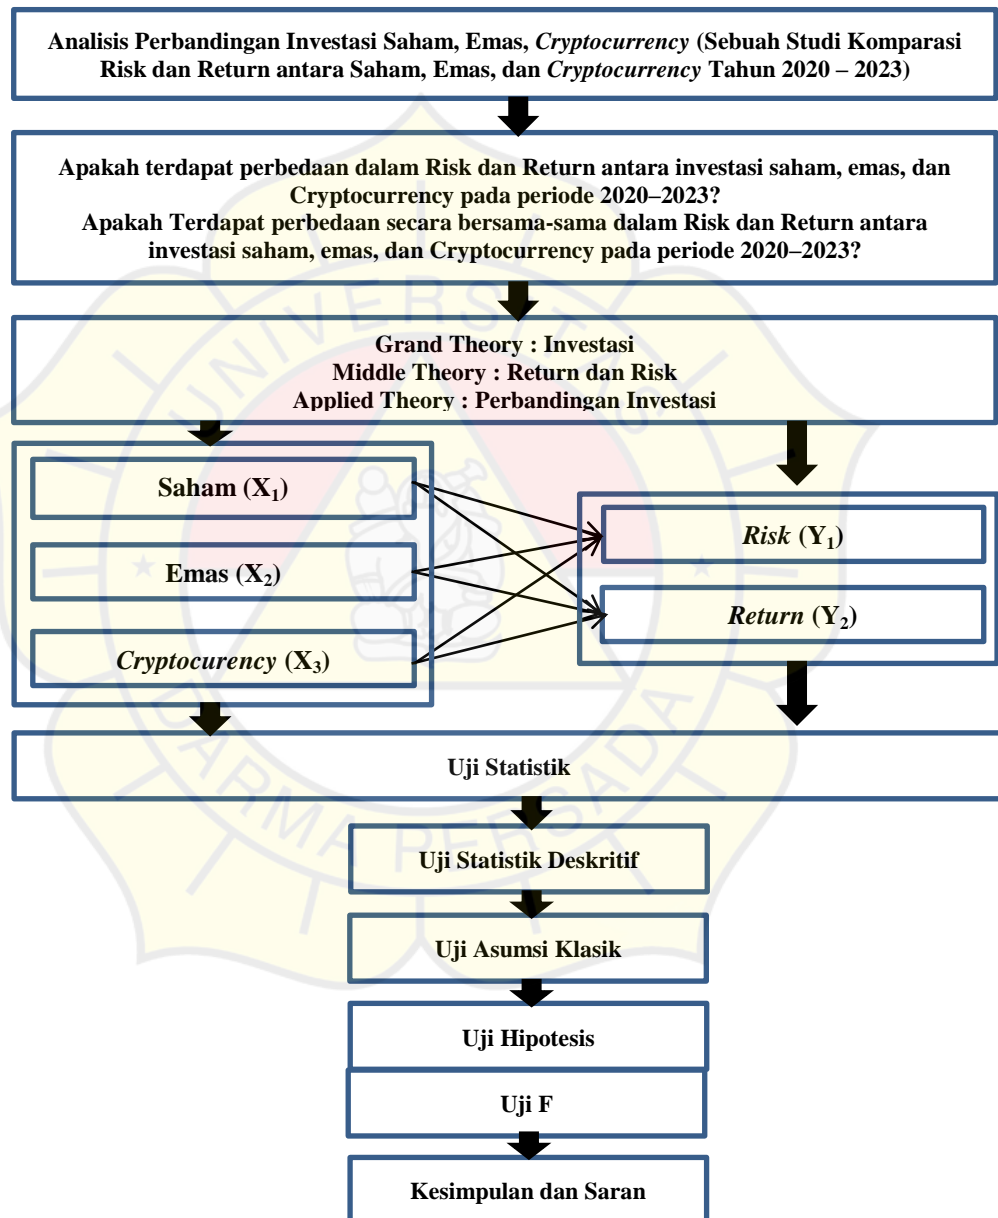 Analisis Perbandingan Investasi Saham, Emas, Cryptocurrency (Sebuah Studi Komparasi
Risk dan Return antara Saham, Emas, dan Cryptocurrency Tahun 2020 – 2023)
Apakah terdapat perbedaan dalam Risk dan Return antara investasi saham, emas, dan
Cryptocurrency pada periode 2020–2023?
Apakah Terdapat perbedaan secara bersama-sama dalam Risk dan Return antara
investasi saham, emas, dan Cryptocurrency pada periode 2020–2023?
Grand Theory : Investasi
Middle Theory : Return dan Risk
Applied Theory : Perbandingan Investasi
Saham (X₁)
Emas (X₂)
Cryptocurency (X₃)
Risk (Y₁)
Return (Y₂)
Uji Statistik
Uji Statistik Deskritif
Uji Asumsi Klasik
Uji Hipotesis
Uji F
Kesimpulan dan Saran
UNIVERSITAS
DARMA PERSADA